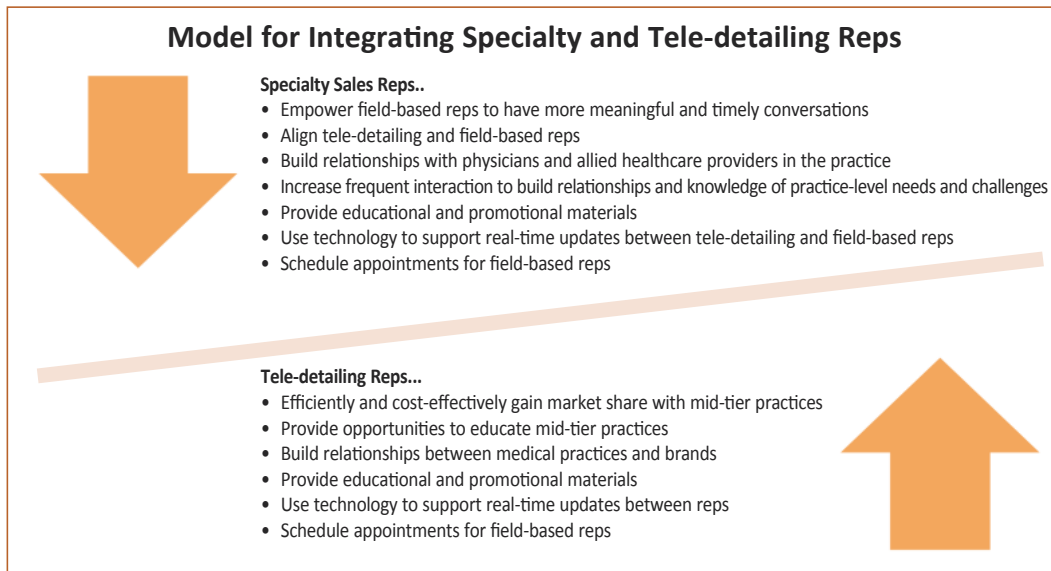 Model for Integrating Specialty and Tele-detailing Reps
Specialty Sales Reps..
• Empower field-based reps to have more meaningful and timely conversations
• Align tele-detailing and field-based reps
• Build relationships with physicians and allied healthcare providers in the practice
• Increase frequent interaction to build relationships and knowledge of practice-level needs and challenges
• Provide educational and promotional materials
• Use technology to support real-time updates between tele-detailing and field-based reps
• Schedule appointments for field-based reps
Tele-detailing Reps...
• Efficiently and cost-effectively gain market share with mid-tier practices
• Provide opportunities to educate mid-tier practices
• Build relationships between medical practices and brands
• Provide educational and promotional materials
• Use technology to support real-time updates between reps
• Schedule appointments for field-based reps